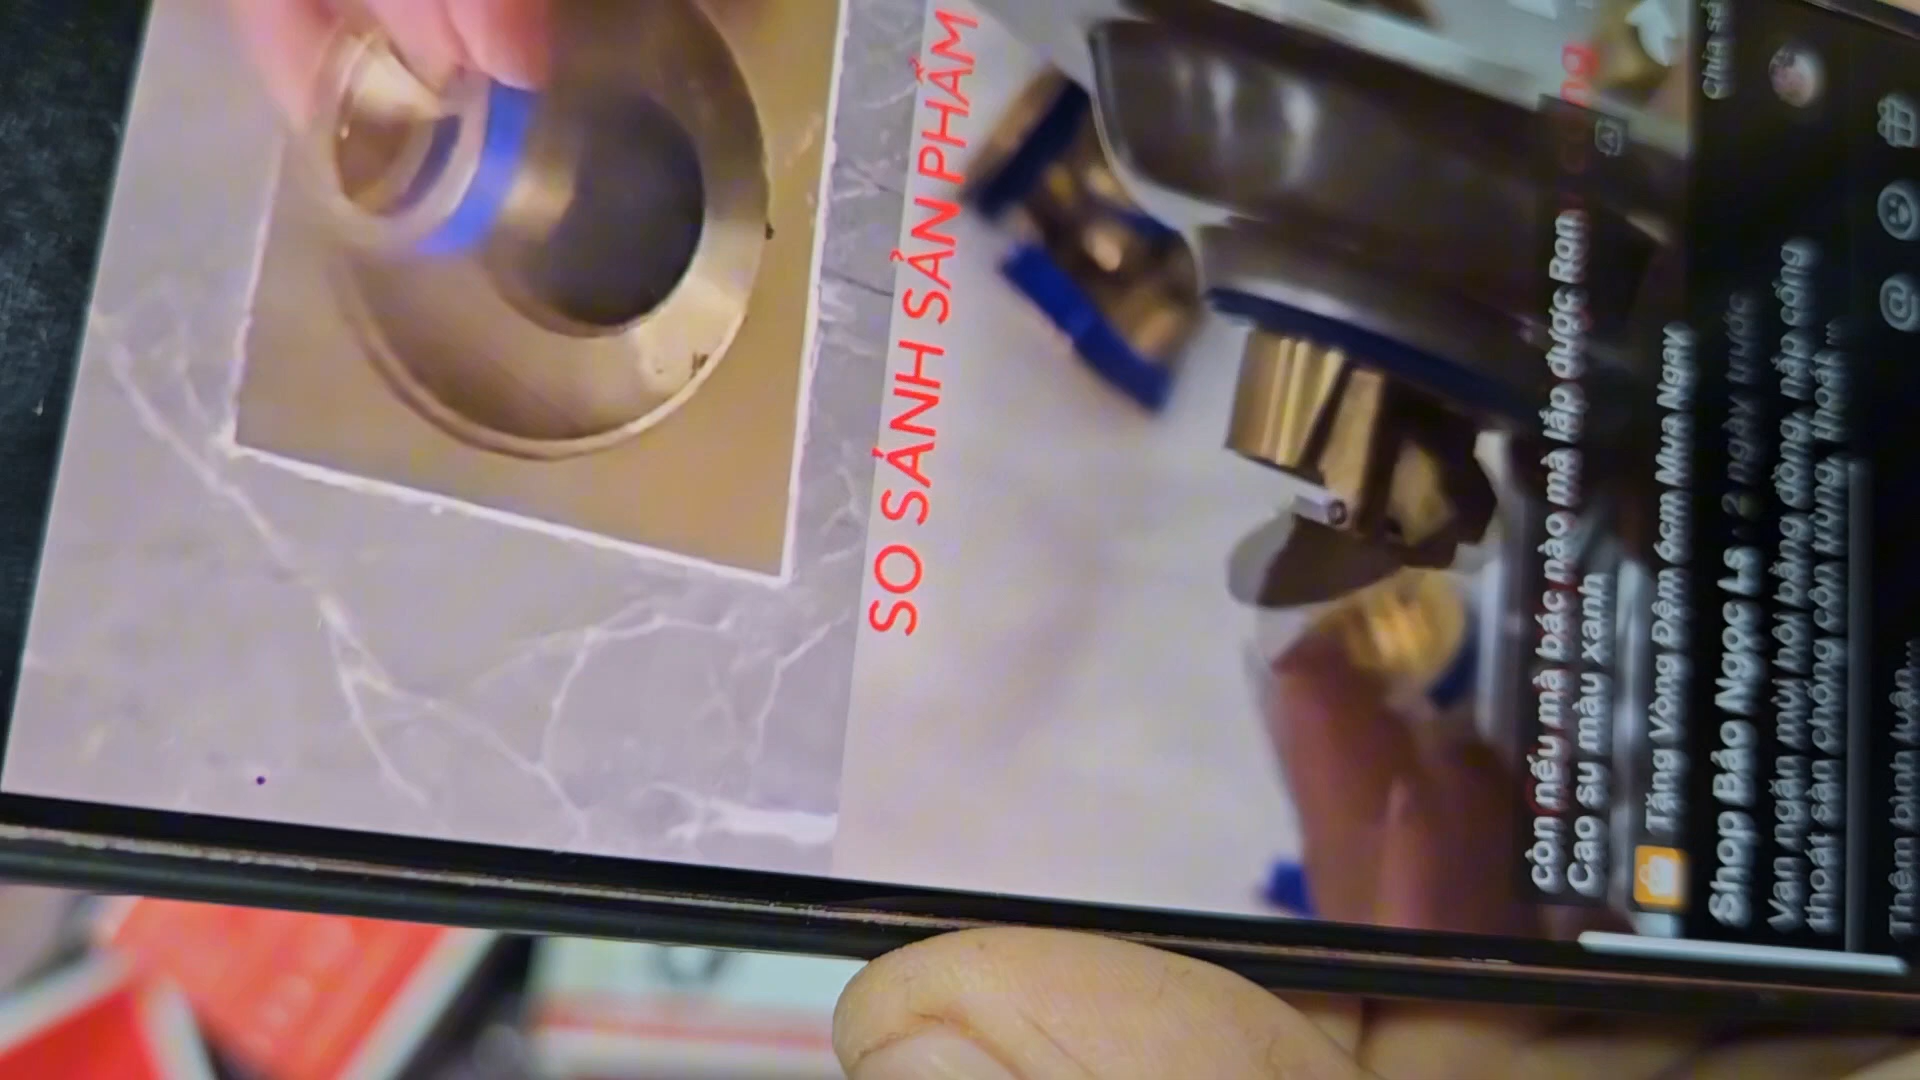 SO SÁNH SẢN PHẨM
còn nếu mà bác nào mà lắp được Ron
Cao su màu xanh
Tặng Vòng Đệm 6cm Mua Ngay
Shop Bảo Ngọc Ls · 2 ngày trước
Van ngăn mùi hôi bằng đồng, nắp cống
thoát sàn chống côn trùng, thoát ...
Thêm bình luận...
chia sẻ